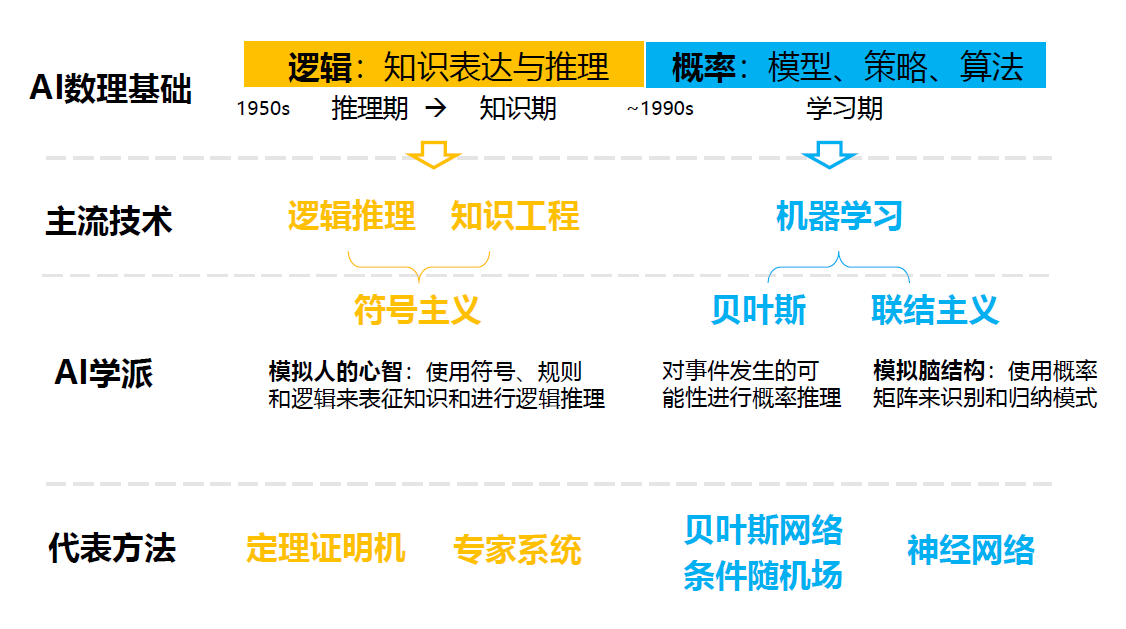 AI数理基础
逻辑：知识表达与推理
概率：模型、策略、算法
1950s 推理期 → 知识期 ~1990s 学习期
主流技术
逻辑推理 知识工程
机器学习
AI学派
符号主义
贝叶斯
联结主义
模拟人的心智：使用符号、规则
和逻辑来表征知识和进行逻辑推理
对事件发生的可
能性进行概率推理
模拟脑结构：使用概率
矩阵来识别和归纳模式
代表方法
定理证明机
专家系统
贝叶斯网络
条件随机场
神经网络